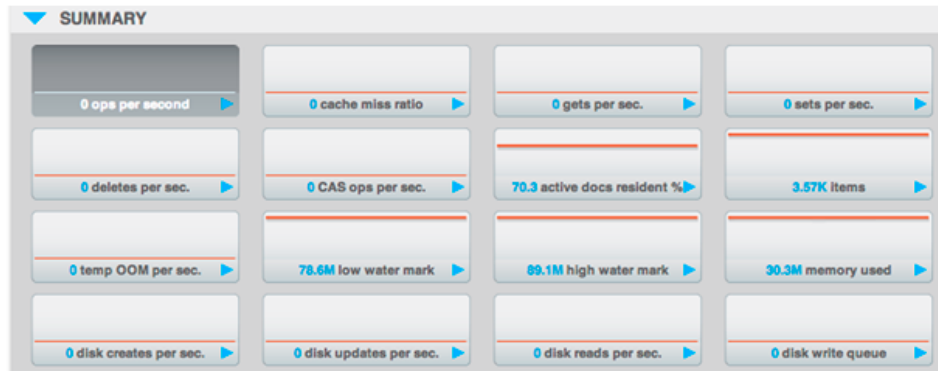 SUMMARY
0 ops per second
0 cache miss ratio
0 gets per sec.
0 sets per sec.
0 deletes per sec.
0 CAS ops per sec.
70.3 active docs resident %
3.57K items
0 temp OOM per sec.
78.6M low water mark
89.1M high water mark
30.3M memory used
0 disk creates per sec.
0 disk updates per sec.
0 disk reads per sec.
0 disk write queue